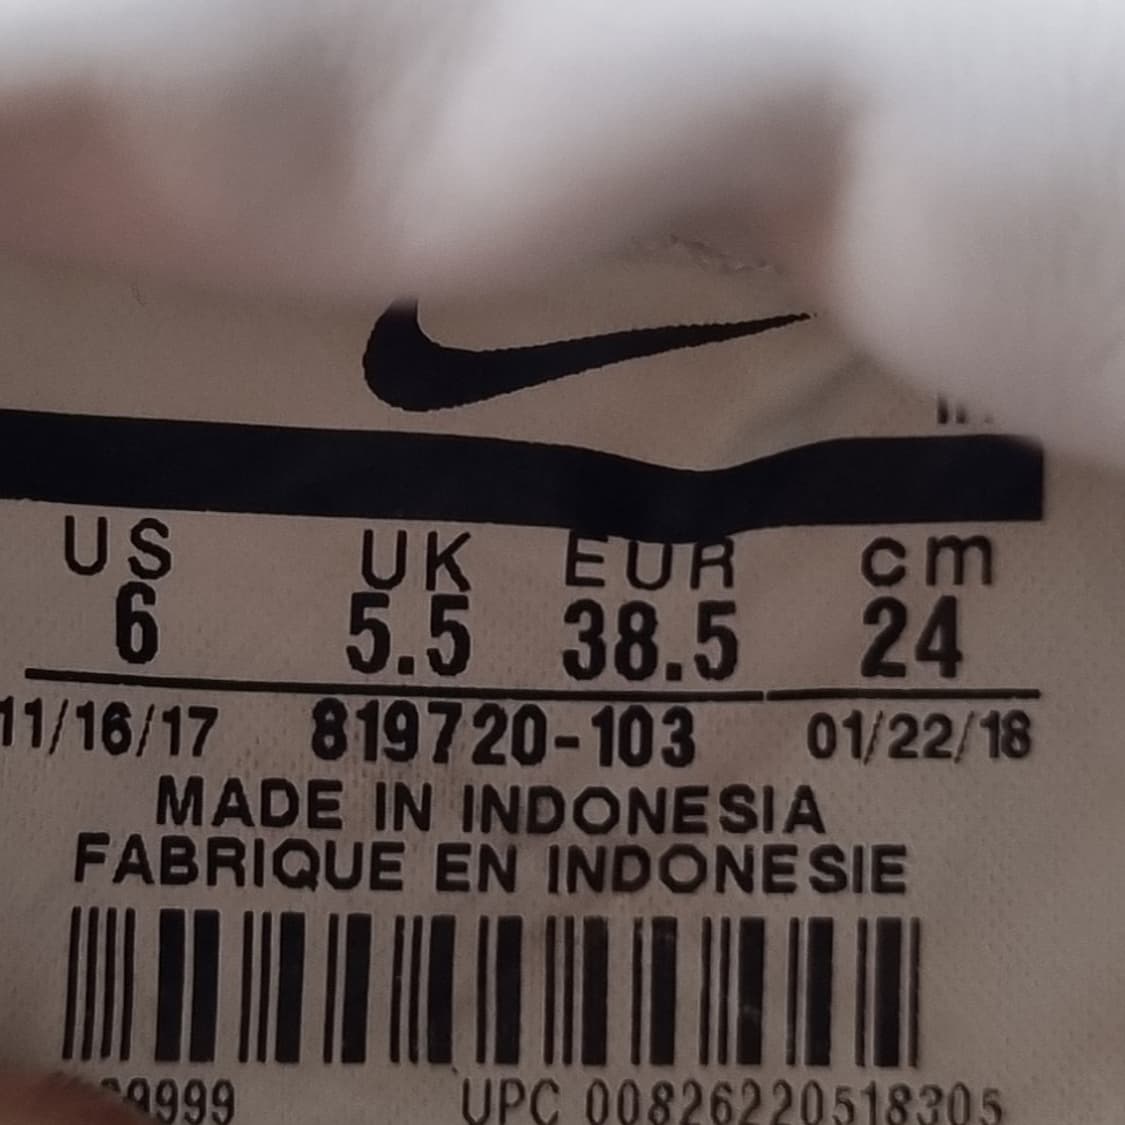 US UK EUR cm
6 5.5 38.5 24
11/16/17 819720-103 01/22/18
MADE IN INDONESIA
FABRIQUE EN INDONESIE
9999 UPC 00826220518305